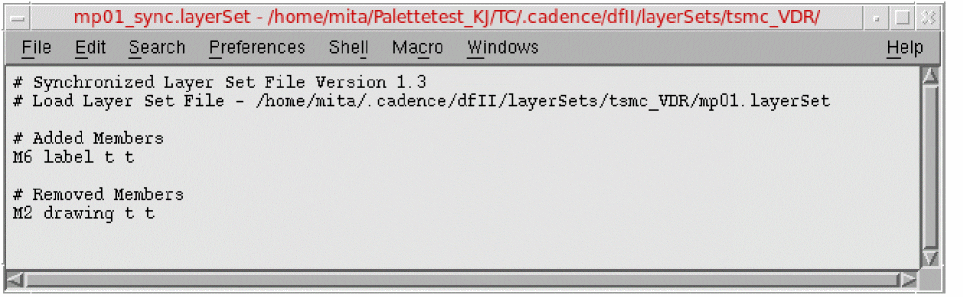 mp01_sync.layerSet - /home/mita/Palettetest_KJ/TC/.cadence/dfII/layerSets/tsmc_VDR/
File Edit Search Preferences Shell Macro Windows Help
# Synchronized Layer Set File Version 1.3
# Load Layer Set File - /home/mita/.cadence/dfII/layerSets/tsmc_VDR/mp01.layerSet
# Added Members
M6 label t t
# Removed Members
M2 drawing t t